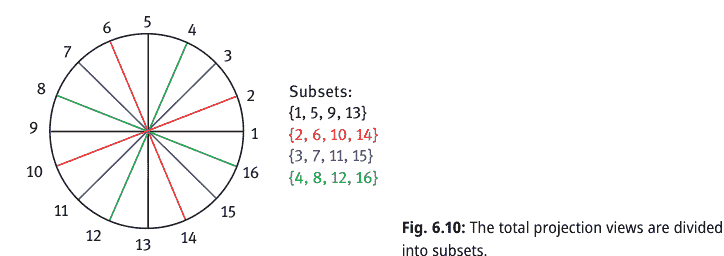 5
6
4
7
3
8
2
9
1
10
16
11
15
12
14
13
Subsets:
{1, 5, 9, 13}
{2, 6, 10, 14}
{3, 7, 11, 15}
{4, 8, 12, 16}
Fig. 6.10: The total projection views are divided
into subsets.